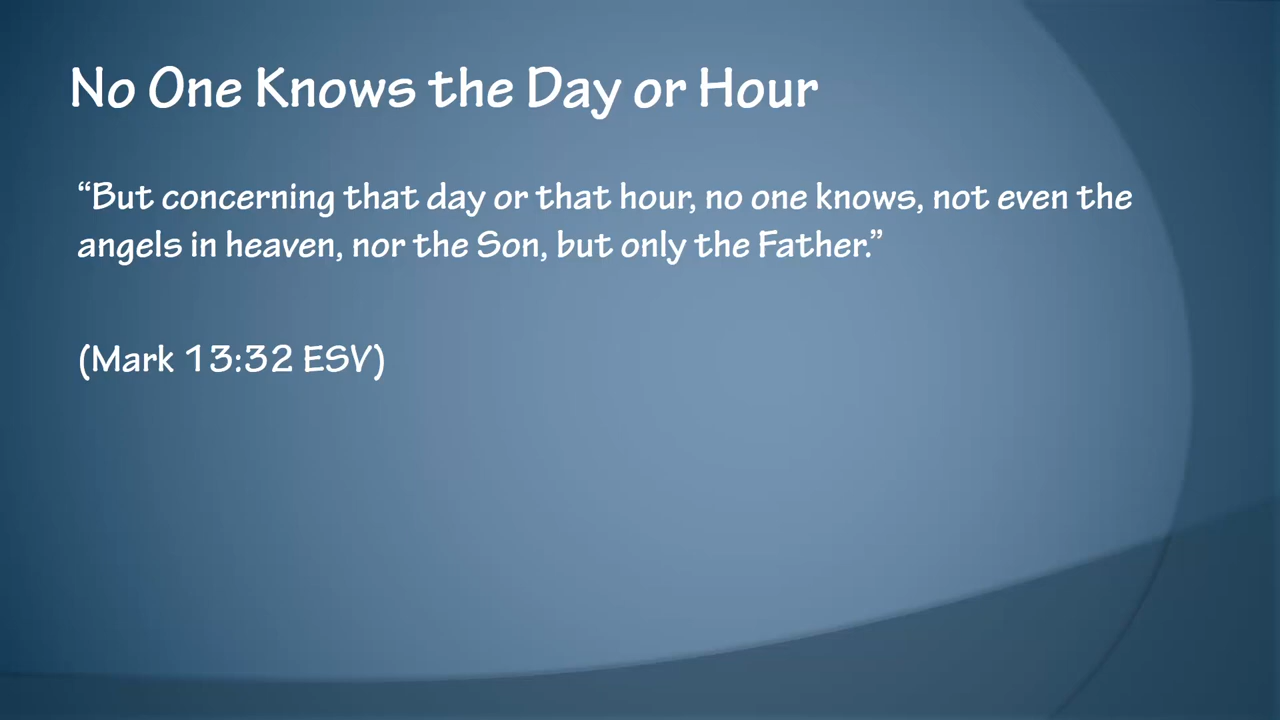 No One Knows the Day or Hour
“But concerning that day or that hour, no one knows, not even the
angels in heaven, nor the Son, but only the Father.”
(Mark 13:32 ESV)